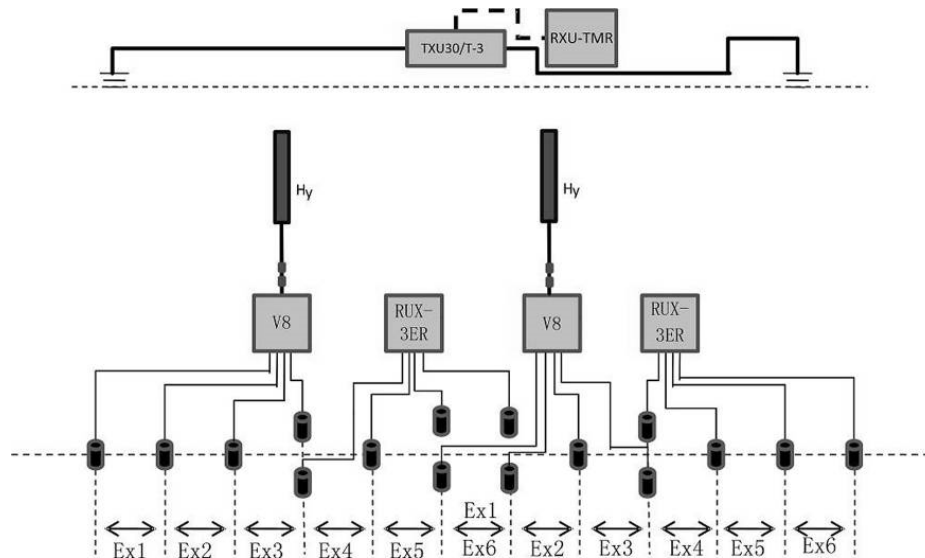 TXU30/T-3
RXU-TMR
Hy
Hy
V8
RUX-
3ER
V8
RUX-
3ER
Ex1
Ex1 Ex2 Ex3 Ex4 Ex5 Ex6 Ex2 Ex3 Ex4 Ex5 Ex6